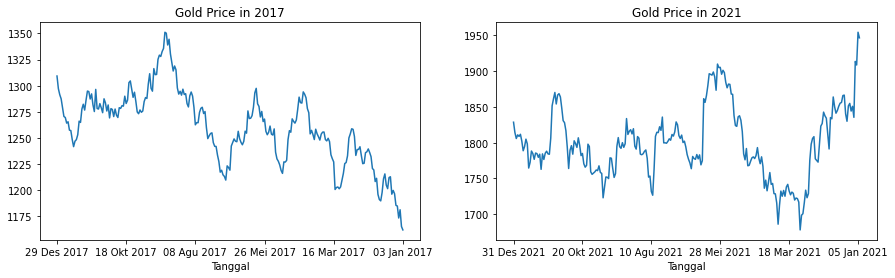 Gold Price in 2017
1350
1325
1300
1275
1250
1225
1200
1175
29 Des 2017 18 Okt 2017 08 Agu 2017 26 Mei 2017 16 Mar 2017 03 Jan 2017
Tanggal
Gold Price in 2021
1950
1900
1850
1800
1750
1700
31 Des 2021 20 Okt 2021 10 Agu 2021 28 Mei 2021 18 Mar 2021 05 Jan 2021
Tanggal